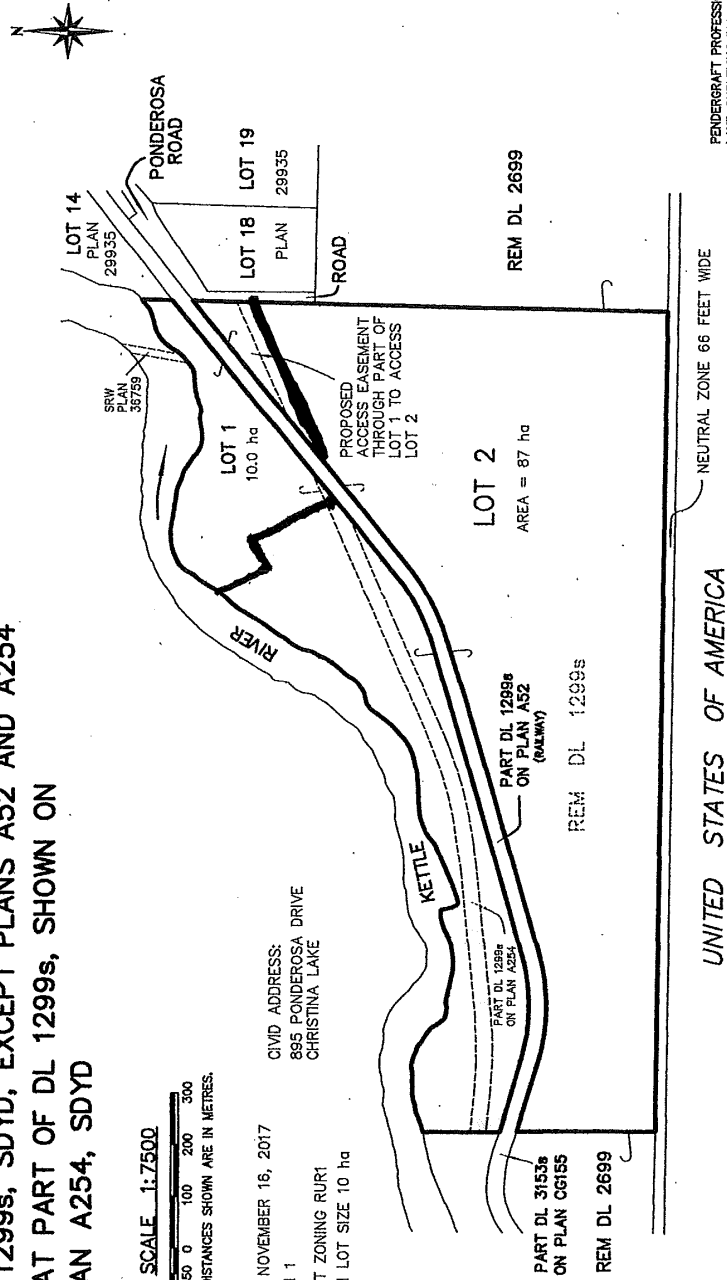 1299s, SDYD, EXCEPT PLANS A52 AND A254
AT PART OF DL 1299s, SHOWN ON
AN A254, SDYD
SCALE 1:7500
50 0 100 200 300
DISTANCES SHOWN ARE IN METRES.
NOVEMBER 16, 2017
CIVID ADDRESS:
895 PONDEROSA DRIVE
CHRISTINA LAKE
1
T ZONING RUR1
LOT SIZE 10 ha
N
LOT 14
PLAN
29935
PONDEROSA
ROAD
SRW
PLAN
36759
LOT 18
PLAN
LOT 19
29935
ROAD
LOT 1
10.0 ha
PROPOSED
ACCESS EASEMENT
THROUGH PART OF
LOT 1 TO ACCESS
LOT 2
RIVER
KETTLE
LOT 2
AREA = 87 ha
REM DL 2699
PART DL 1299s
ON PLAN A52
(RAILWAY)
REM DL 1299s
PART DL 1299s
ON PLAN A254
PART DL 3153s
ON PLAN CG155
REM DL 2699
NEUTRAL ZONE 66 FEET WIDE
UNITED STATES OF AMERICA
PENDERGRAFT PROFESSI